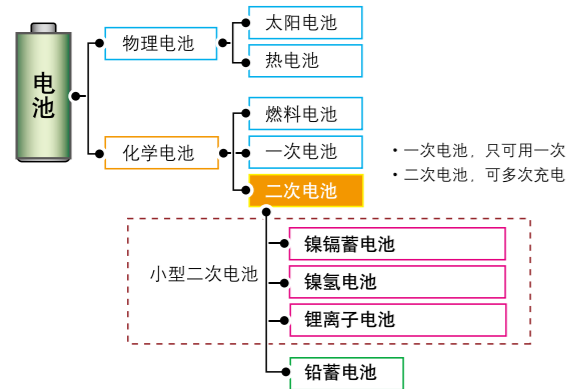 电池
物理电池
太阳电池
热电池
化学电池
燃料电池
一次电池
二次电池
•一次电池，只可用一次
•二次电池，可多次充电
小型二次电池
镍镉蓄电池
镍氢电池
锂离子电池
铅蓄电池